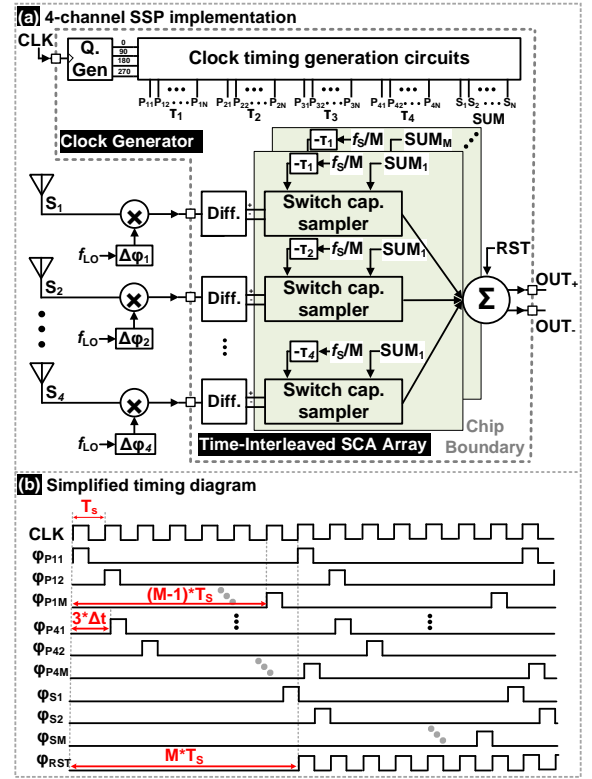 (a) 4-channel SSP implementation
CLK
Q. Gen
0
90
180
270
Clock timing generation circuits
P11 P12 ••• P1N
P21 P22 ••• P2N
P31 P32 ••• P3N
P41 P42 ••• P4N
S1 S2 ••• SN
T1
T2
T3
T4
SUM
Clock Generator
-τ1
fS/M
SUMM
-τ1
fS/M
SUM1
S1
fLO
Δφ1
Diff.
+
-
Switch cap. sampler
-τ2
fS/M
SUM1
S2
fLO
Δφ2
Diff.
+
-
Switch cap. sampler
RST
Σ
OUT+
OUT-
-τ4
fS/M
SUM1
S4
fLO
Δφ4
Diff.
+
-
Switch cap. sampler
Time-Interleaved SCA Array
Chip Boundary
(b) Simplified timing diagram
Ts
CLK
φP11
φP12
φP1M
(M-1)*TS
3*Δt
φP41
φP42
φP4M
φS1
φS2
φSM
M*TS
φRST